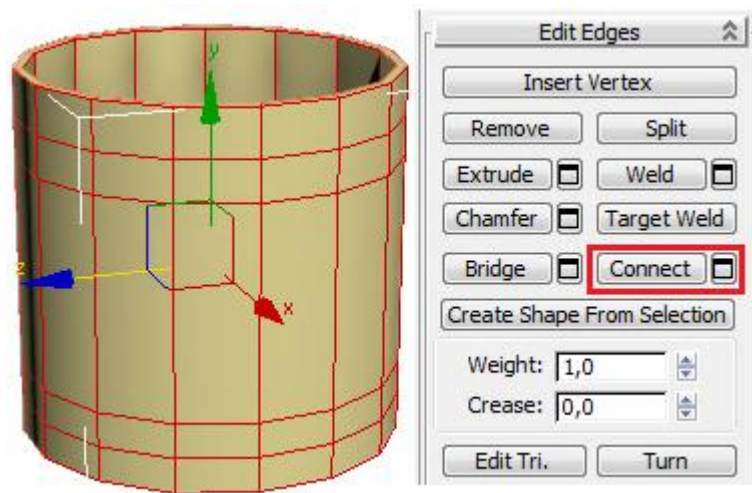 y
z
x
Edit Edges
Insert Vertex
Remove Split
Extrude Weld
Chamfer Target Weld
Bridge Connect
Create Shape From Selection
Weight: 1,0
Crease: 0,0
Edit Tri. Turn